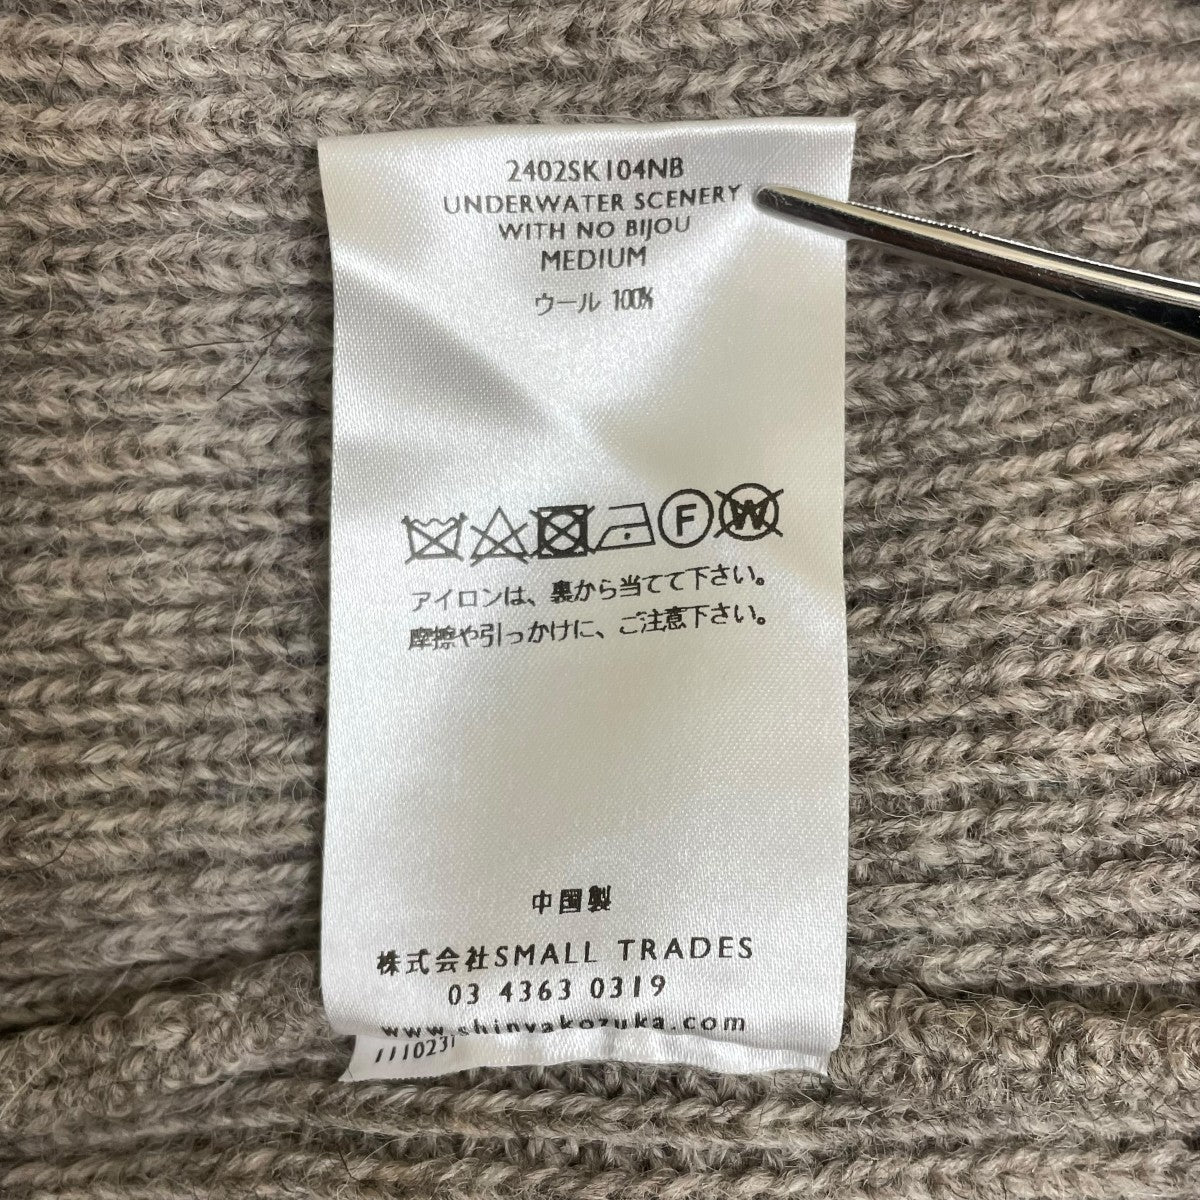 2402SK104NB
UNDERWATER SCENERY
WITH NO BIJOU
MEDIUM
ウール 100%
F W
アイロンは、裏から当てて下さい。
摩擦や引っかけに、ご注意下さい。
中国製
株式会社SMALL TRADES
03 4363 0319
www.shinyakozuka.com
1110231